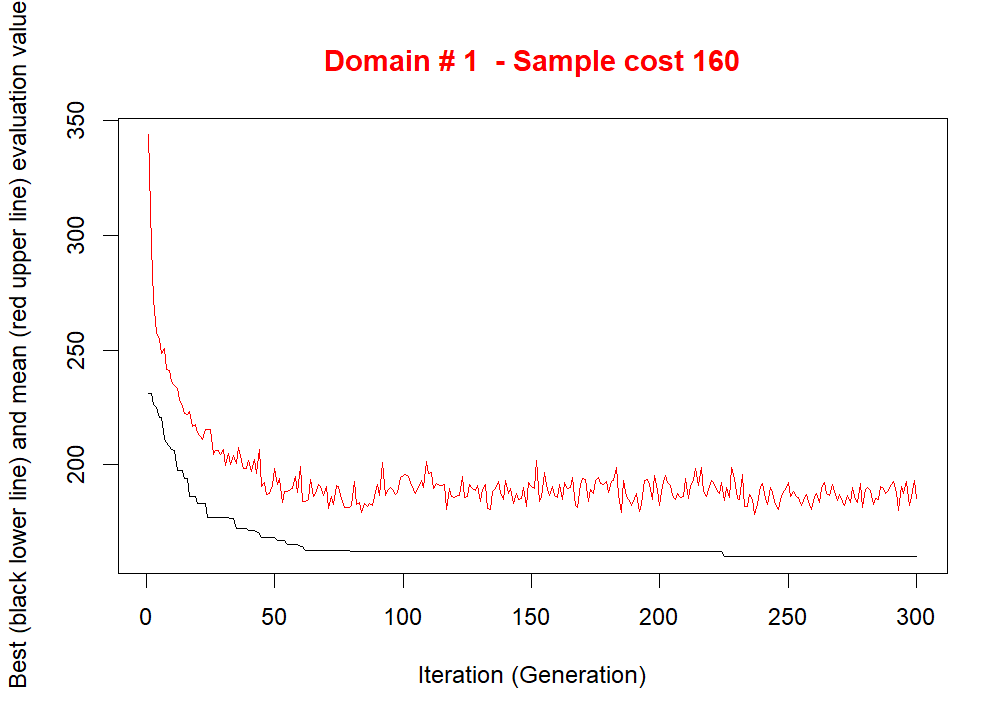 Domain # 1  - Sample cost 160
Best (black lower line) and mean (red upper line) evaluation value
350
300
250
200
0 50 100 150 200 250 300
Iteration (Generation)